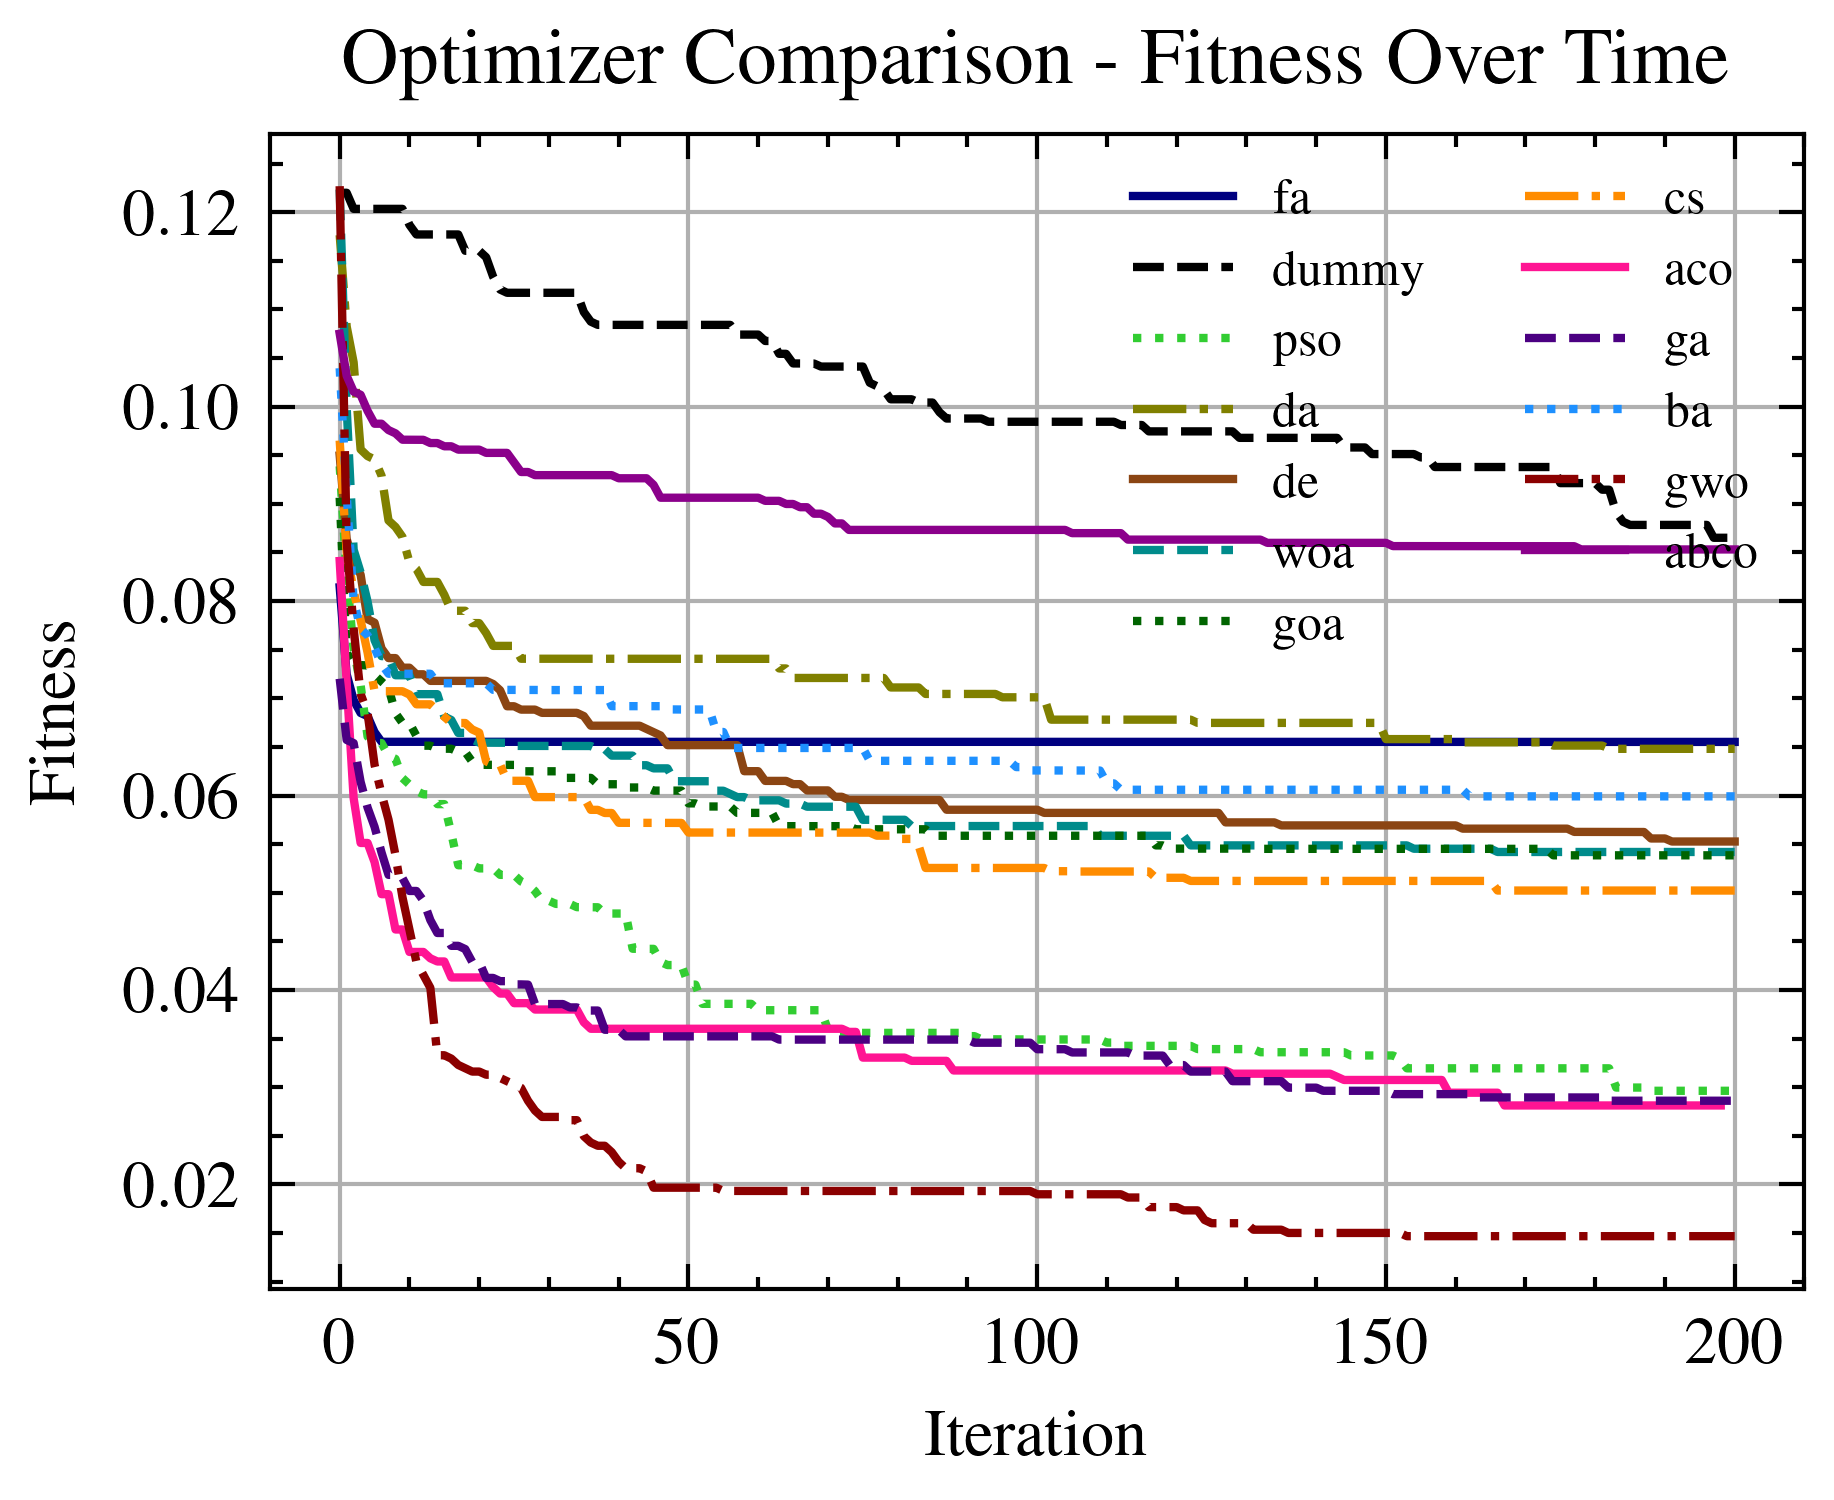 Optimizer Comparison - Fitness Over Time
Fitness
0.12
0.10
0.08
0.06
0.04
0.02
fa
dummy
pso
da
de
woa
goa
cs
aco
ga
ba
gwo
abco
0 50 100 150 200
Iteration